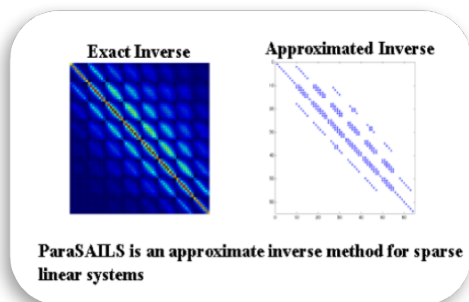 Exact Inverse
Approximated Inverse
ParaSAILS is an approximate inverse method for sparse
linear systems